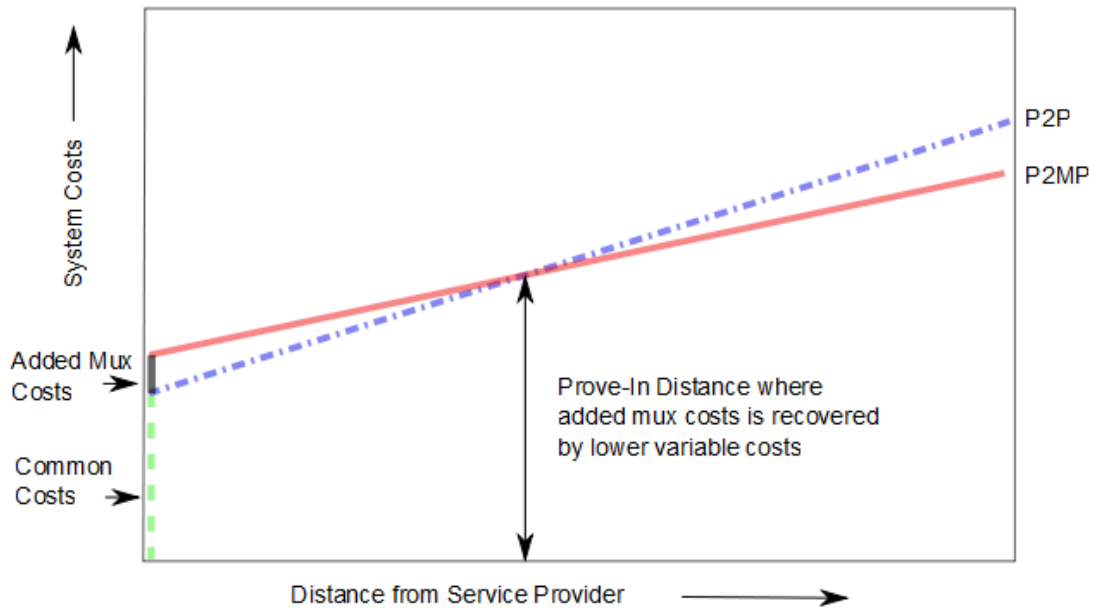 System Costs
P2P
P2MP
Added Mux
Costs
Prove-In Distance where
added mux costs is recovered
by lower variable costs
Common
Costs
Distance from Service Provider